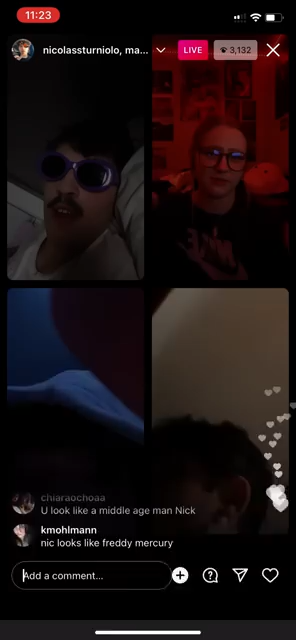 11:23
nicolassturniolo, ma...
LIVE
3,132
chiaraochoaa
U look like a middle age man Nick
kmohlmann
nic looks like freddy mercury
Add a comment...